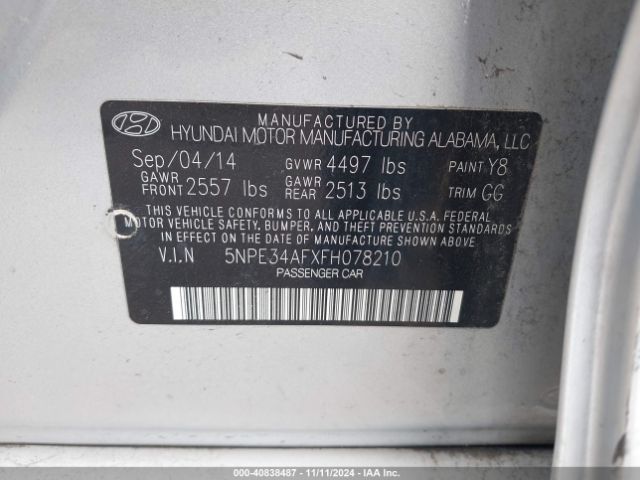 MANUFACTURED BY
HYUNDAI MOTOR MANUFACTURING ALABAMA, LLC
Sep/04/14 GVWR 4497 lbs PAINT Y8
GAWR FRONT 2557 lbs GAWR REAR 2513 lbs TRIM GG
THIS VEHICLE CONFORMS TO ALL APPLICABLE U.S.A. FEDERAL
MOTOR VEHICLE SAFETY, BUMPER, AND THEFT PREVENTION
STANDARDS IN EFFECT ON THE DATE OF MANUFACTURE SHOWN ABOVE
V.I.N 5NPE34AFXFH078210
PASSENGER CAR
000-40838487 - 11/11/2024 - IAA Inc.